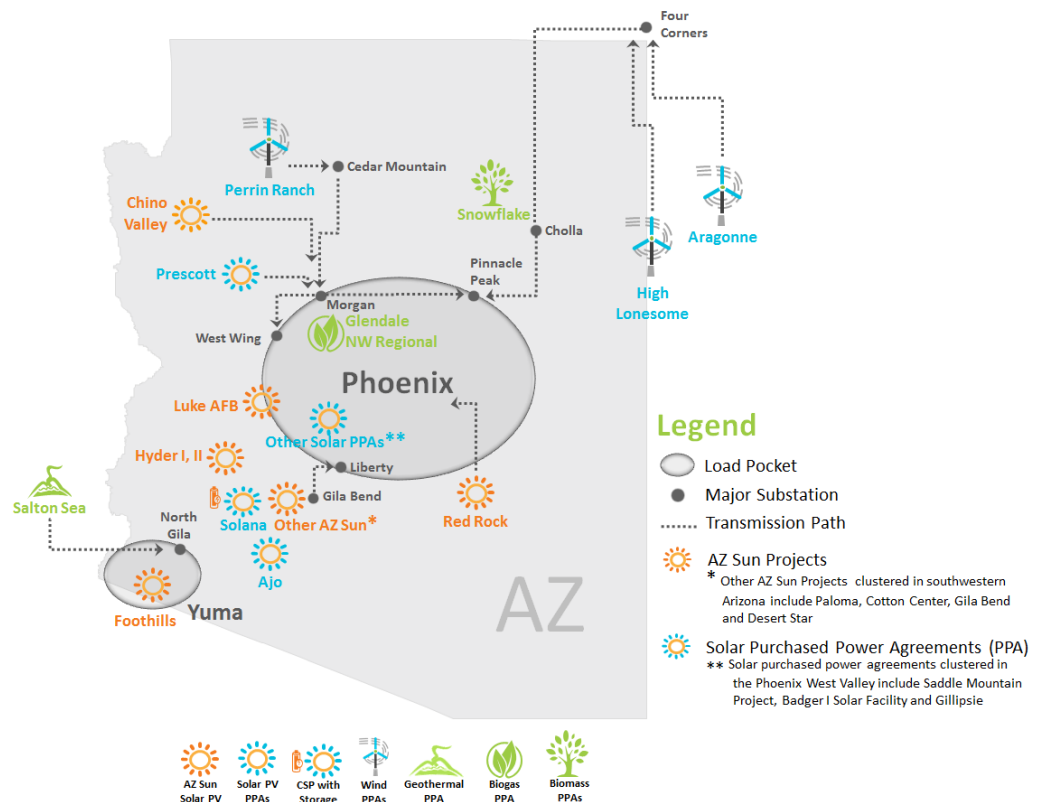 Four
Corners
Cedar Mountain
Perrin Ranch
Chino
Valley
Snowflake
Cholla
Aragonne
Prescott
Pinnacle
Peak
High
Lonesome
Morgan
West Wing
Glendale
NW Regional
Phoenix
Luke AFB
Other Solar PPAs**
Hyder I, II
Liberty
Gila Bend
Salton Sea
North
Gila
Solana
Other AZ Sun*
Red Rock
Ajo
Foothills
Yuma
AZ
Legend
Load Pocket
Major Substation
Transmission Path
AZ Sun Projects
* Other AZ Sun Projects clustered in southwestern
Arizona include Paloma, Cotton Center, Gila Bend
and Desert Star
Solar Purchased Power Agreements (PPA)
** Solar purchased power agreements clustered in
the Phoenix West Valley include Saddle Mountain
Project, Badger I Solar Facility and Gillipsie
AZ Sun
Solar PV
Solar PV
PPAs
CSP with
Storage
Wind
PPAs
Geothermal
PPA
Biogas
PPA
Biomass
PPAs